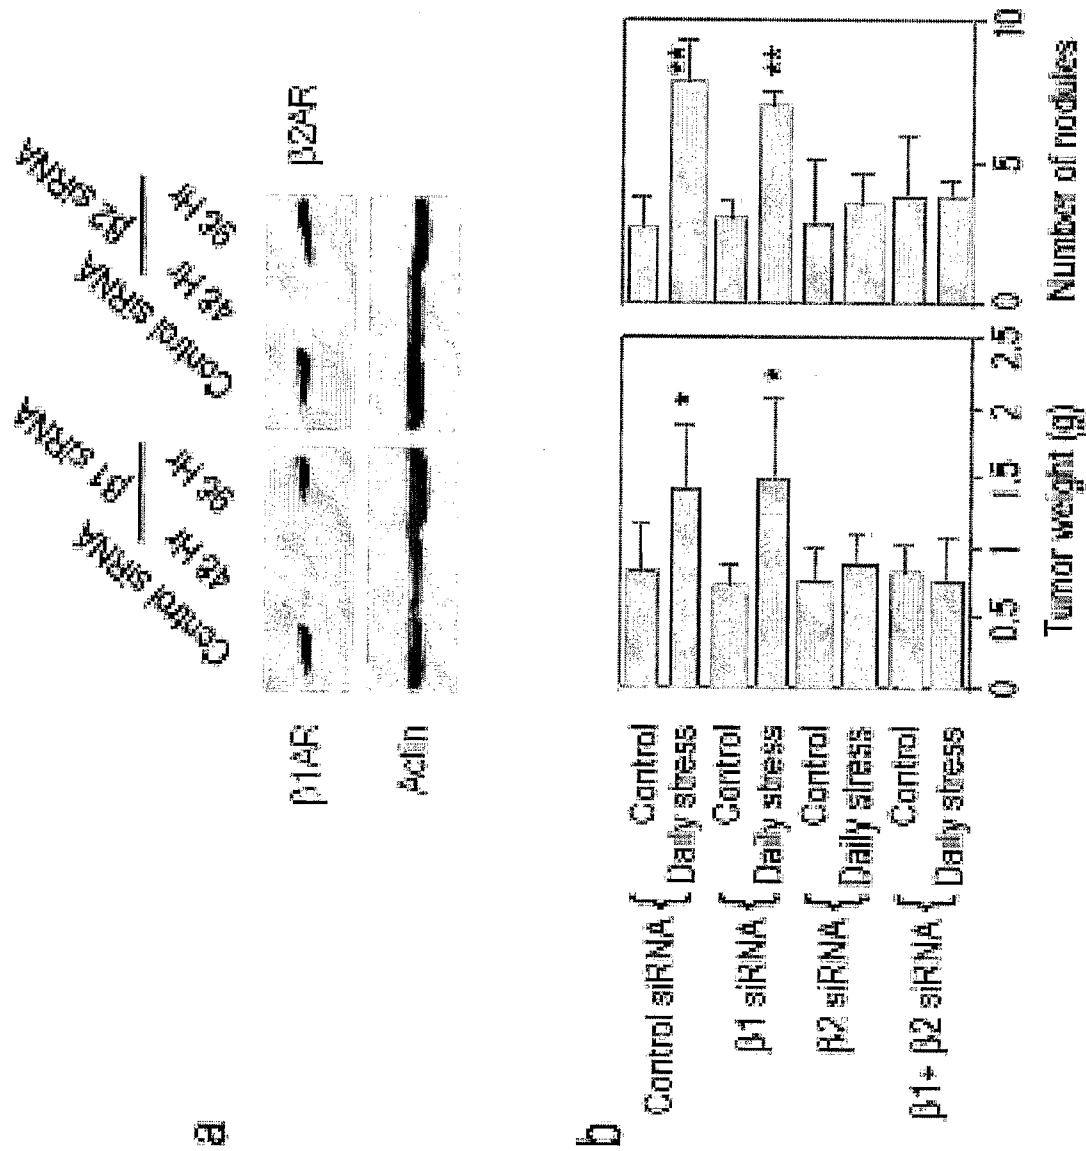 a
Control siRNA
β1 siRNA
48 Hr
96 Hr
Control siRNA
β2 siRNA
48 Hr
96 Hr
β1AR
β2AR
Actin
b
Control siRNA { Control
Daily stress
β1 siRNA { Control
Daily stress
β2 siRNA { Control
Daily stress
β1+ β2 siRNA { Control
Daily stress
*
*
0 0.5 1 1.5 2 2.5
Tumor weight (g)
**
**
0 5 10
Number of nodules